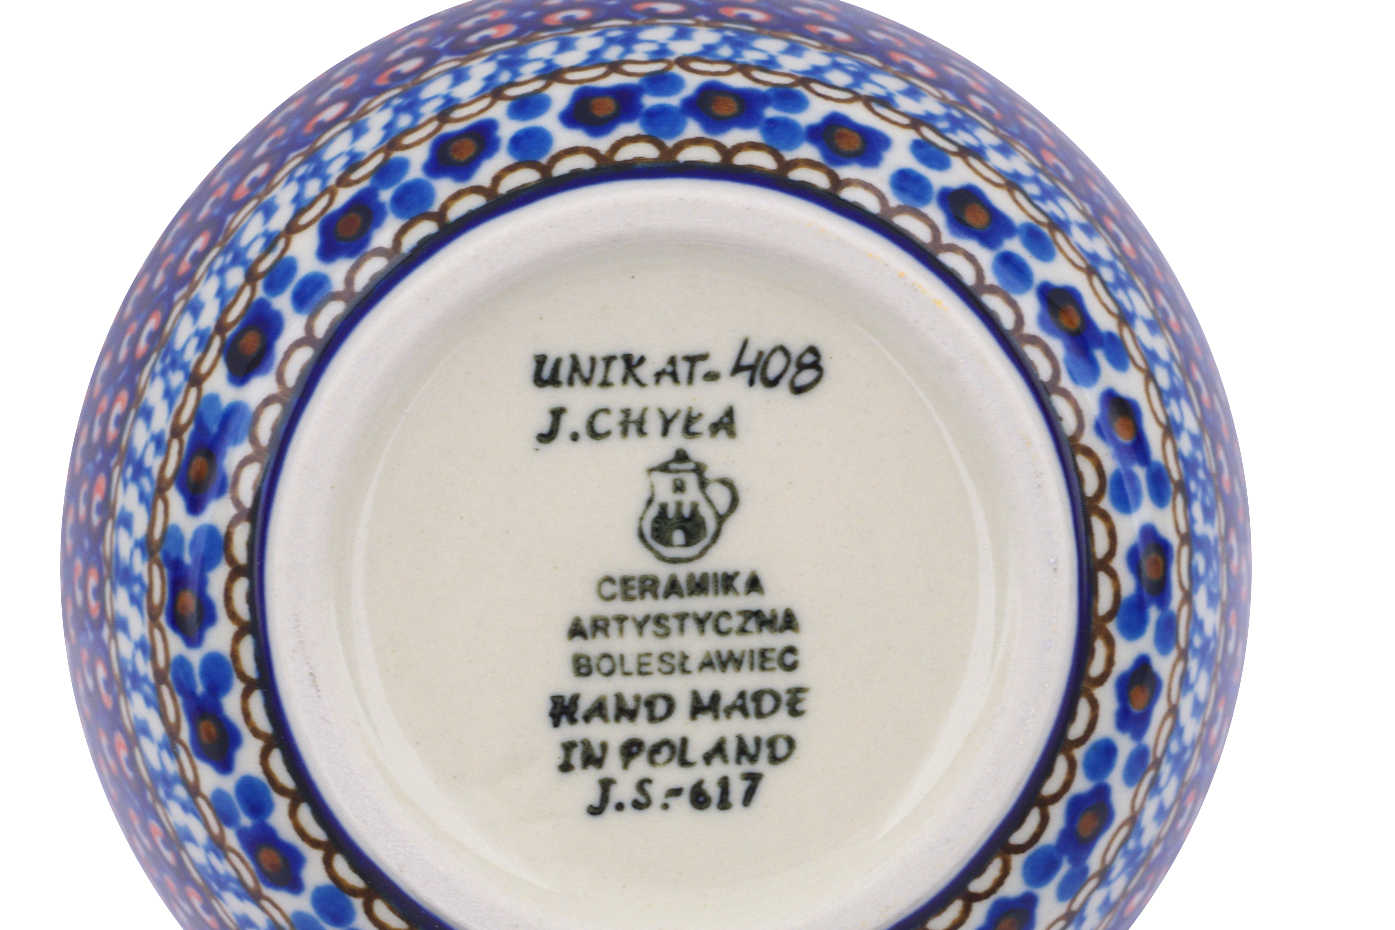 UNIKAT-408
J.CHYŁA
CERAMIKA
ARTYSTYCZNA
BOLESŁAWIEC
HAND MADE
IN POLAND
J.S.-617